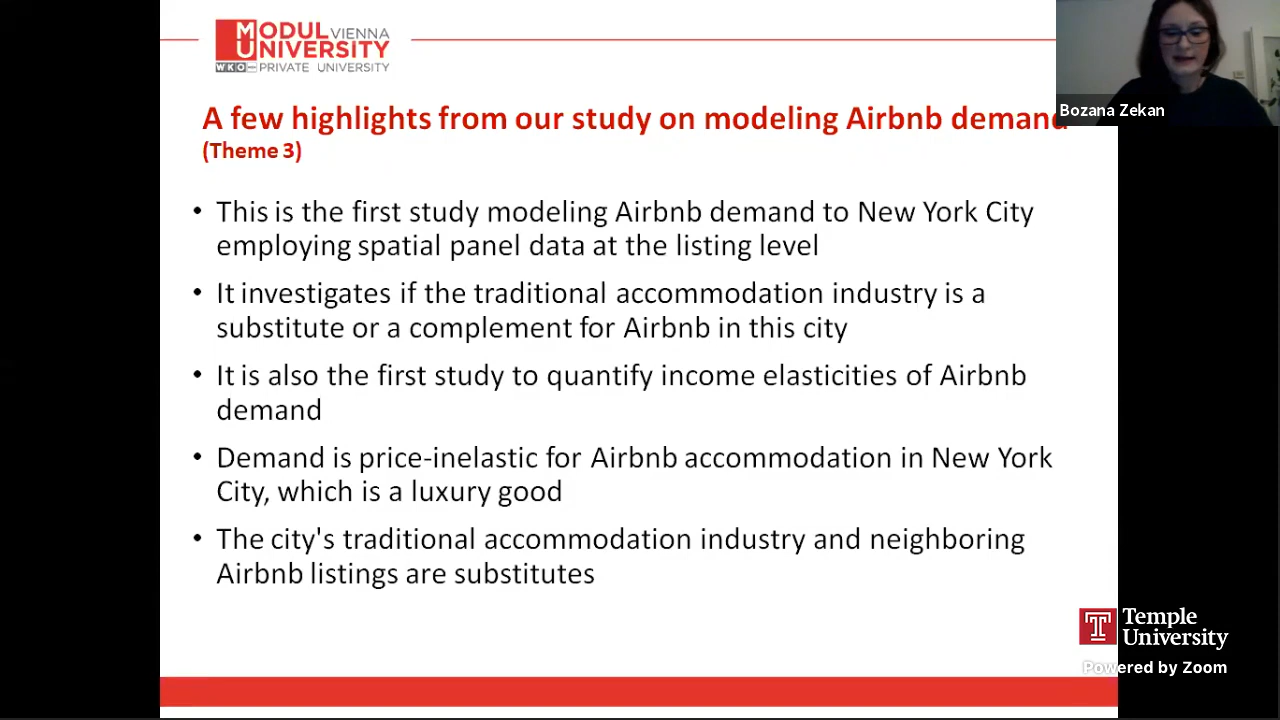 MODUL VIENNA
UNIVERSITY
WKO PRIVATE UNIVERSITY
Bozana Zekan
A few highlights from our study on modeling Airbnb demand
(Theme 3)
• This is the first study modeling Airbnb demand to New York City
employing spatial panel data at the listing level
• It investigates if the traditional accommodation industry is a
substitute or a complement for Airbnb in this city
• It is also the first study to quantify income elasticities of Airbnb
demand
• Demand is price-inelastic for Airbnb accommodation in New York
City, which is a luxury good
• The city's traditional accommodation industry and neighboring
Airbnb listings are substitutes
Temple
University
Powered by Zoom